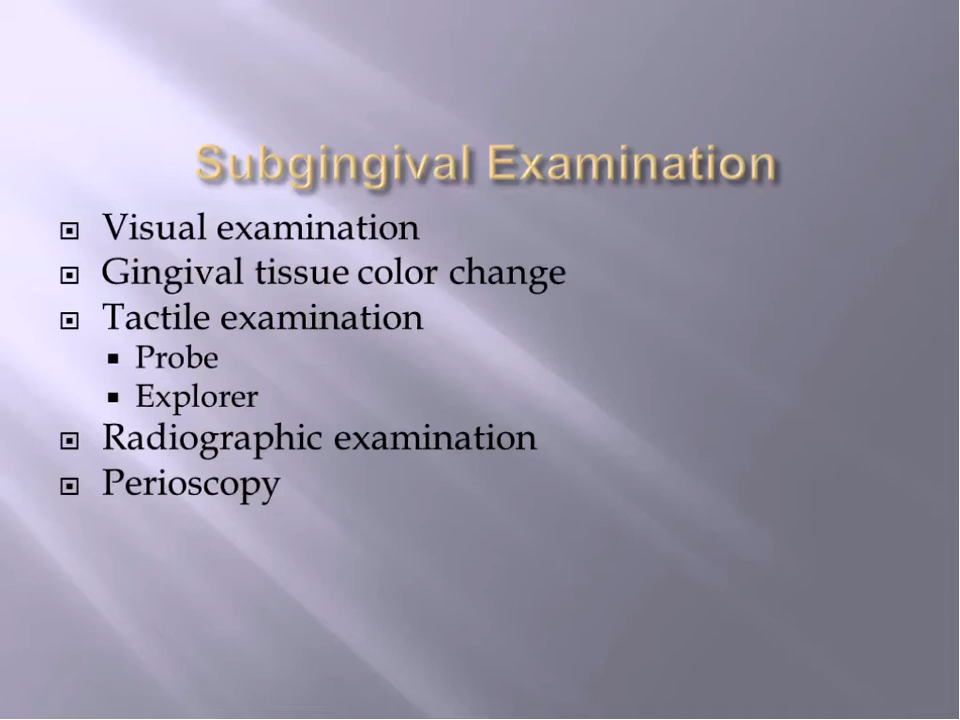 Subgingival Examination
Visual examination
Gingival tissue color change
Tactile examination
Probe
Explorer
Radiographic examination
Perioscopy